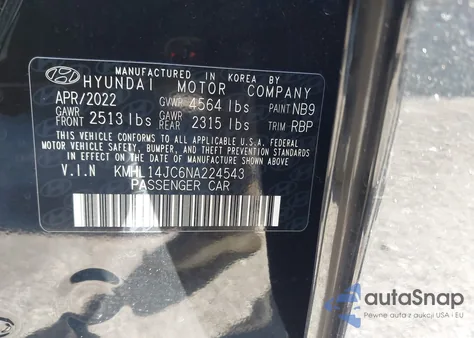 MANUFACTURED IN KOREA BY
HYUNDAI MOTOR COMPANY
APR/2022 GVWR 4564 lbs PAINT NB9
GAWR FRONT 2513 lbs GAWR REAR 2315 lbs TRIM RBP
THIS VEHICLE CONFORMS TO ALL APPLICABLE U.S.A. FEDERAL
MOTOR VEHICLE SAFETY, BUMPER, AND THEFT PREVENTION STANDARDS
IN EFFECT ON THE DATE OF MANUFACTURE SHOWN ABOVE.
V.I.N KMHL14JC6NA224543
PASSENGER CAR
autaSnap
Pewne auta z aukcji USA i EU